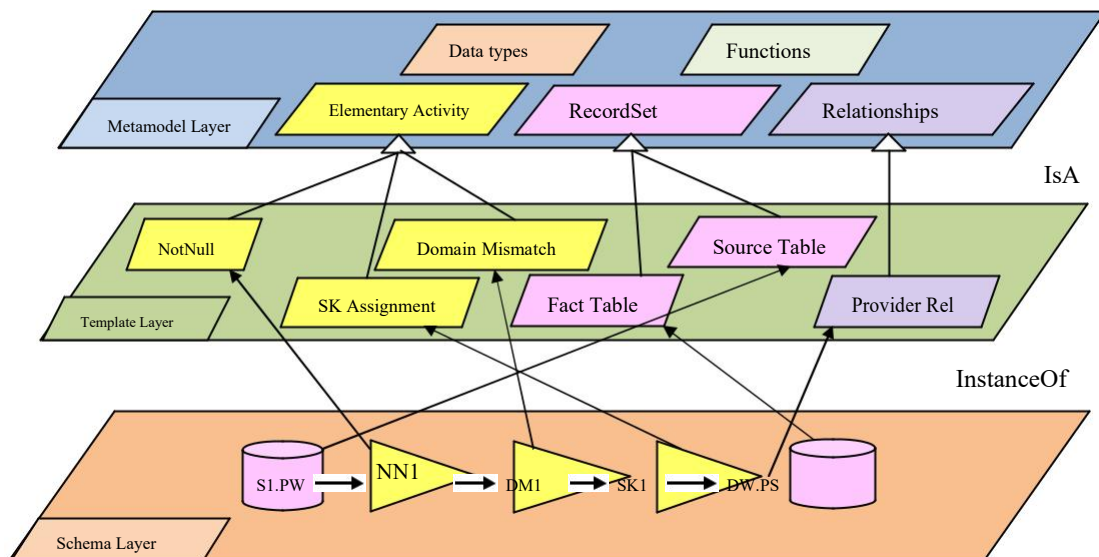 Data types
Functions
Elementary Activity
RecordSet
Relationships
Metamodel Layer
IsA
NotNull
Domain Mismatch
Source Table
SK Assignment
Fact Table
Provider Rel
Template Layer
InstanceOf
S1.PW
NN1
DM1
SK1
DW.PS
Schema Layer